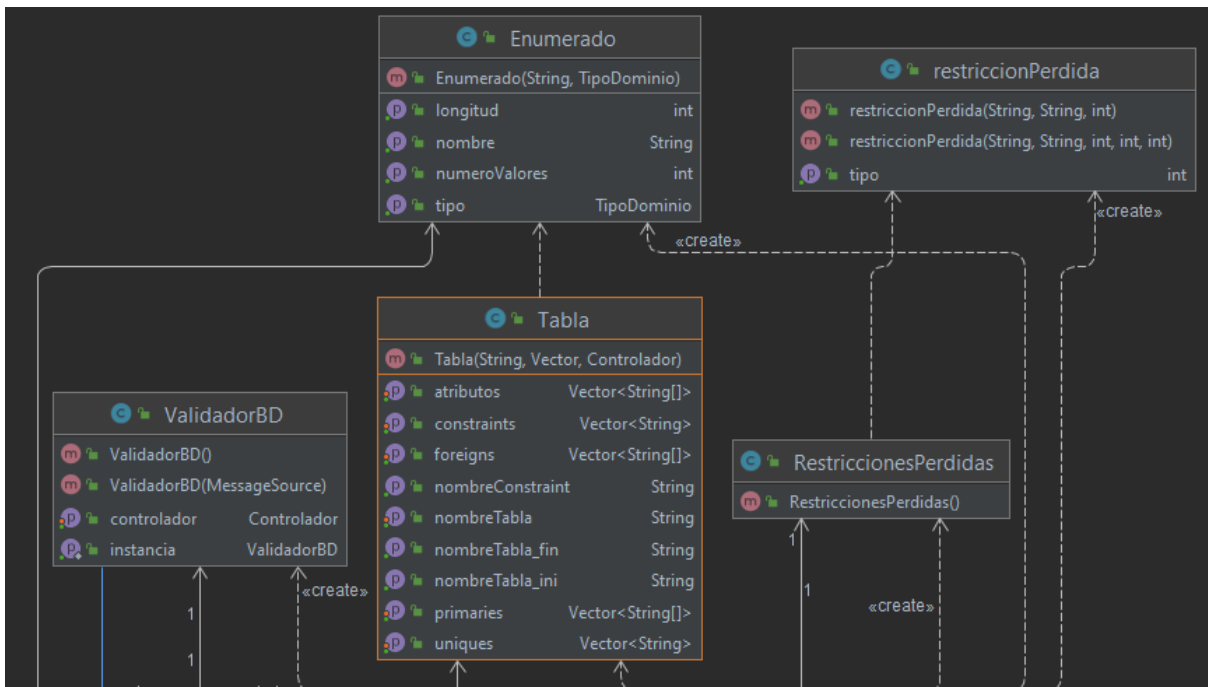 Enumerado
Enumerado(String, TipoDominio)
longitud int
nombre String
numeroValores int
tipo TipoDominio
restriccionPerdida
restriccionPerdida(String, String, int)
restriccionPerdida(String, String, int, int, int)
tipo int
«create»
«create»
Tabla
Tabla(String, Vector, Controlador)
atributos Vector<String[]>
constraints Vector<String>
foreigns Vector<String[]>
nombreConstraint String
nombreTabla String
nombreTabla_fin String
nombreTabla_ini String
primaries Vector<String[]>
uniques Vector<String>
ValidadorBD
ValidadorBD()
ValidadorBD(MessageSource)
controlador Controlador
instancia ValidadorBD
«create»
1
1
RestriccionesPerdidas
RestriccionesPerdidas()
1
1
«create»